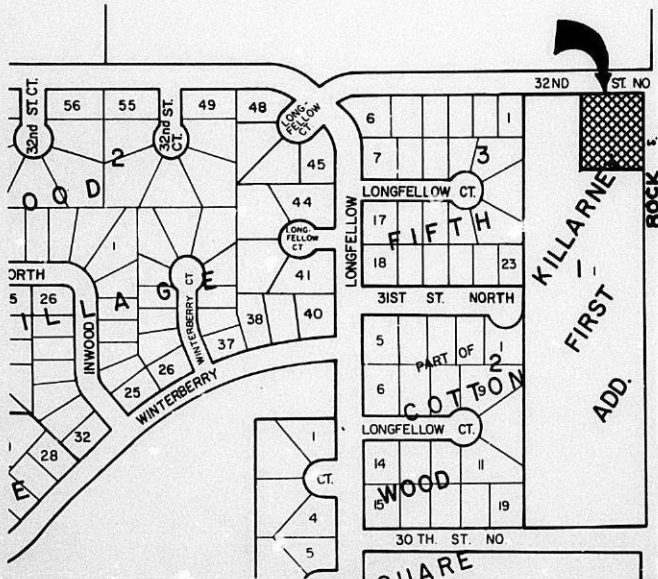 32ND ST. NO
ROCK
KILLARNEY
FIRST
ADD.
1
32nd ST. CT.
56
55
32nd ST. CT.
49
48
LONG-
FELLOW
CT
45
44
LONG-
FELLOW
CT
41
40
38
37
2
OOD
ILLAGE
1
ORTH
5
26
INWOOD
WINTERBERRY CT
25
26
WINTERBERRY
32
28
E
LONGFELLOW
6
1
7
3
LONGFELLOW CT.
17
FIFTH
18
23
31ST ST. NORTH
5
1
PART OF
2
6
9
COTTON
LONGFELLOW CT.
14
11
WOOD
15
19
30 TH. ST. NO.
1
CT.
4
5
QUARE